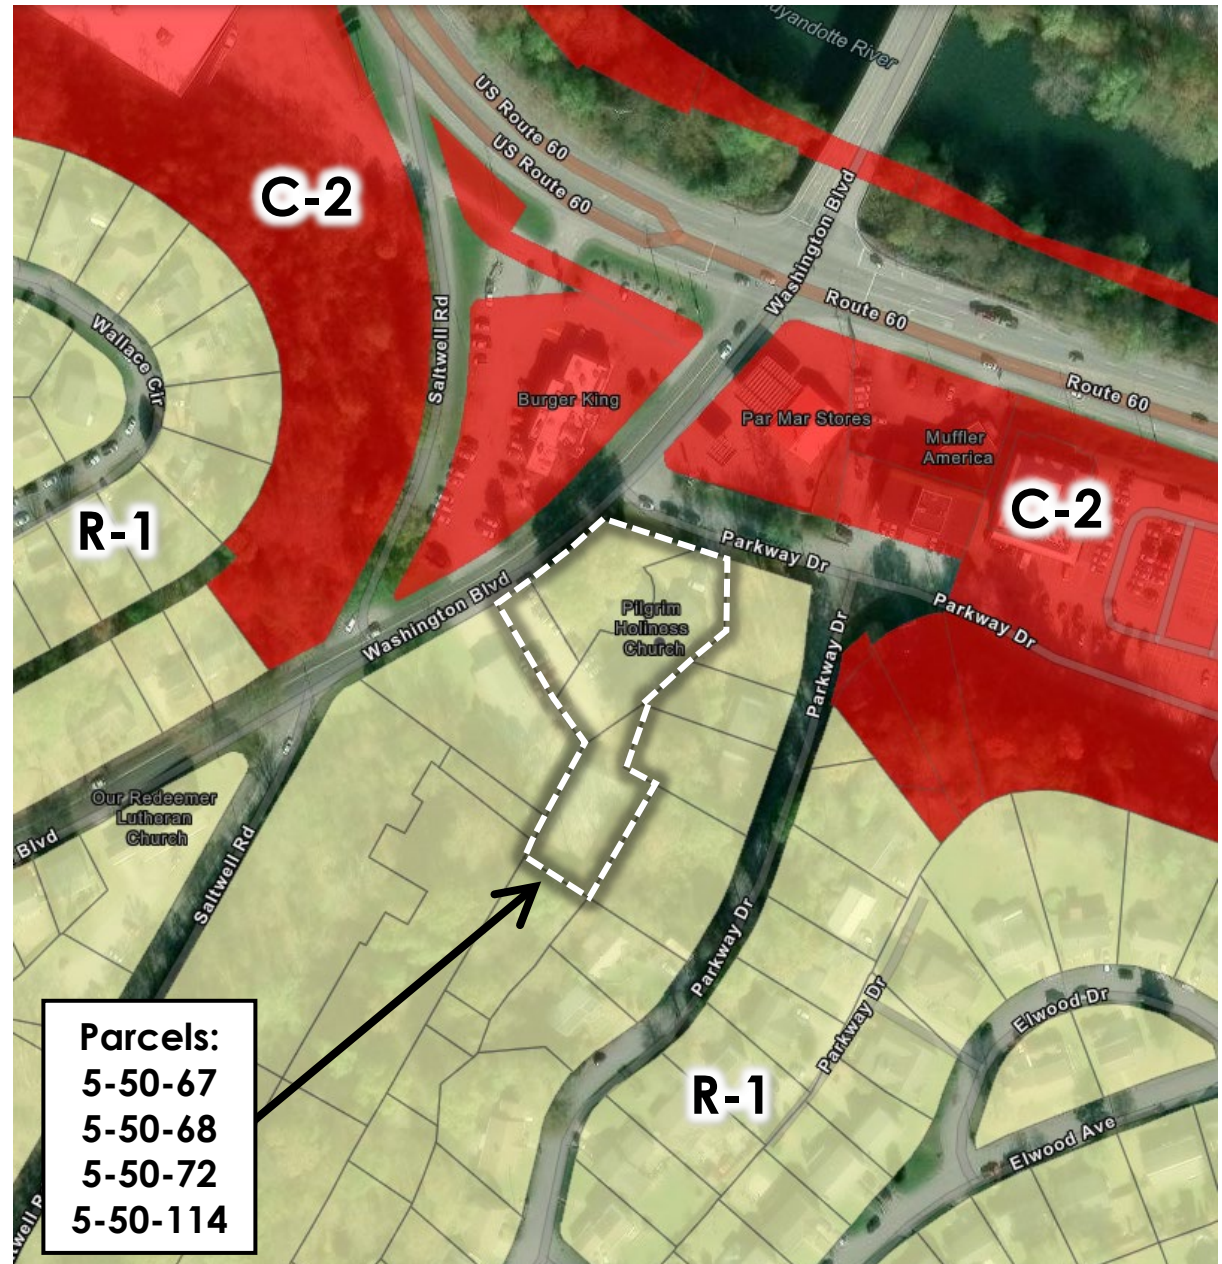 uyandotte River
US Route 60
US Route 60
C-2
Washington Blvd
Saltwell Rd
Route 60
Wallace Cir
Route 60
Burger King
Par Mar Stores
Muffler
America
C-2
R-1
Parkway Dr
Washington Blvd
Pilgrim
Holiness
Church
Parkway Dr
Parkway Dr
Our Redeemer
Lutheran
Church
Blvd
Saltwell Rd
Parkway Dr
Parkway Dr
Elwood Dr
R-1
Elwood Ave
Parcels:
5-50-67
5-50-68
5-50-72
5-50-114
twell R